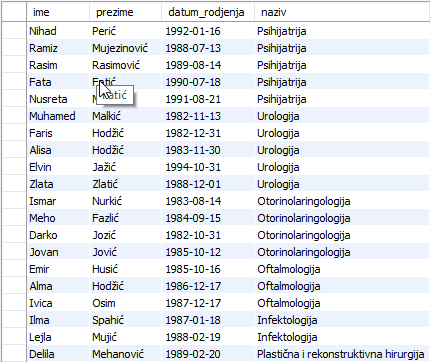 ime prezime datum_rodjenja naziv
Nihad Perić 1992-01-16 Psihijatrija
Ramiz Mujezinović 1988-07-13 Psihijatrija
Rasim Rasimović 1989-08-14 Psihijatrija
Fata Fatić 1990-07-18 Psihijatrija
Nusreta 1991-08-21 Psihijatrija
Muhamed Malkić 1982-11-13 Urologija
Faris Hodžić 1982-12-31 Urologija
Alisa Hodžić 1983-11-30 Urologija
Elvin Jažić 1994-10-31 Urologija
Zlata Zlatić 1988-12-01 Urologija
Ismar Nurkić 1983-08-14 Otorinolaringologija
Meho Fazlić 1984-09-15 Otorinolaringologija
Darko Jozić 1982-10-31 Otorinolaringologija
Jovan Jović 1985-10-12 Otorinolaringologija
Emir Husić 1985-10-16 Oftalmologija
Alma Hodžić 1986-12-17 Oftalmologija
Ivica Osim 1987-12-17 Oftalmologija
Ilma Spahić 1987-01-18 Infektologija
Lejla Mujić 1988-02-19 Infektologija
Delila Mehanović 1989-02-20 Plastična i rekonstruktivna hirurgija